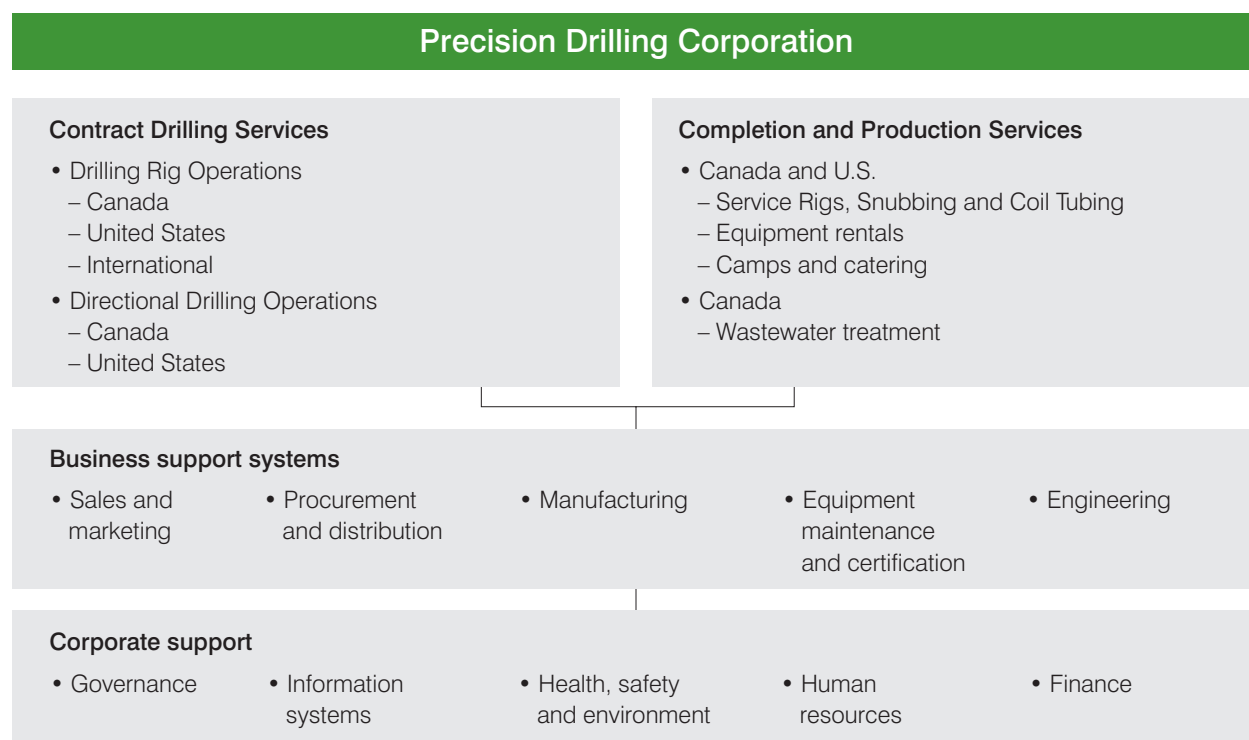 Precision Drilling Corporation
Contract Drilling Services
• Drilling Rig Operations
– Canada
– United States
– International
• Directional Drilling Operations
– Canada
– United States
Completion and Production Services
• Canada and U.S.
– Service Rigs, Snubbing and Coil Tubing
– Equipment rentals
– Camps and catering
• Canada
– Wastewater treatment
Business support systems
• Sales and
marketing
• Procurement
and distribution
• Manufacturing
• Equipment
maintenance
and certification
• Engineering
Corporate support
• Governance
• Information
systems
• Health, safety
and environment
• Human
resources
• Finance